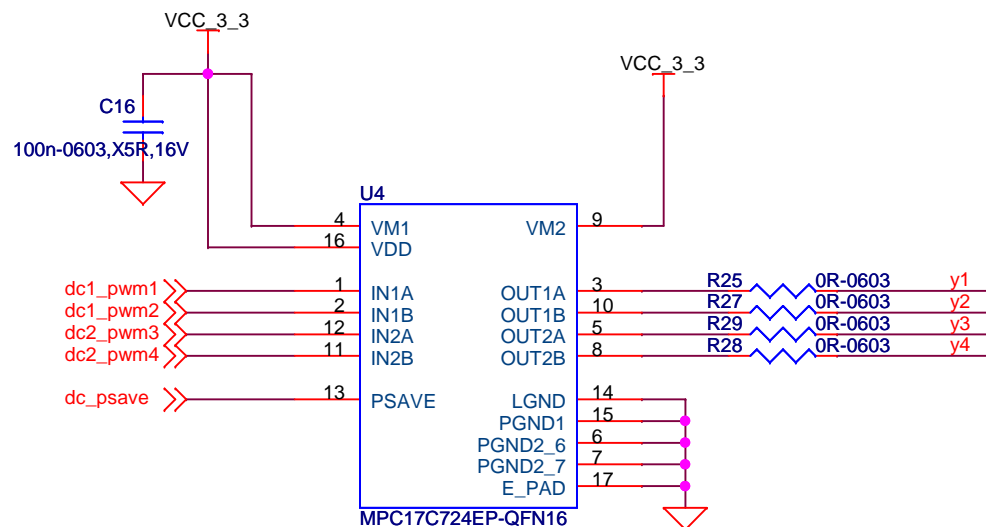 VCC_3_3
VCC_3_3
C16
100n-0603,X5R,16V
U4
4 VM1 VM2 9
16 VDD
dc1_pwm1 1 IN1A OUT1A 3 R25 0R-0603 y1
dc1_pwm2 2 IN1B OUT1B 10 R27 0R-0603 y2
dc2_pwm3 12 IN2A OUT2A 5 R29 0R-0603 y3
dc2_pwm4 11 IN2B OUT2B 8 R28 0R-0603 y4
dc_psave 13 PSAVE LGND 14
PGND1 15
PGND2_6 6
PGND2_7 7
E_PAD 17
MPC17C724EP-QFN16